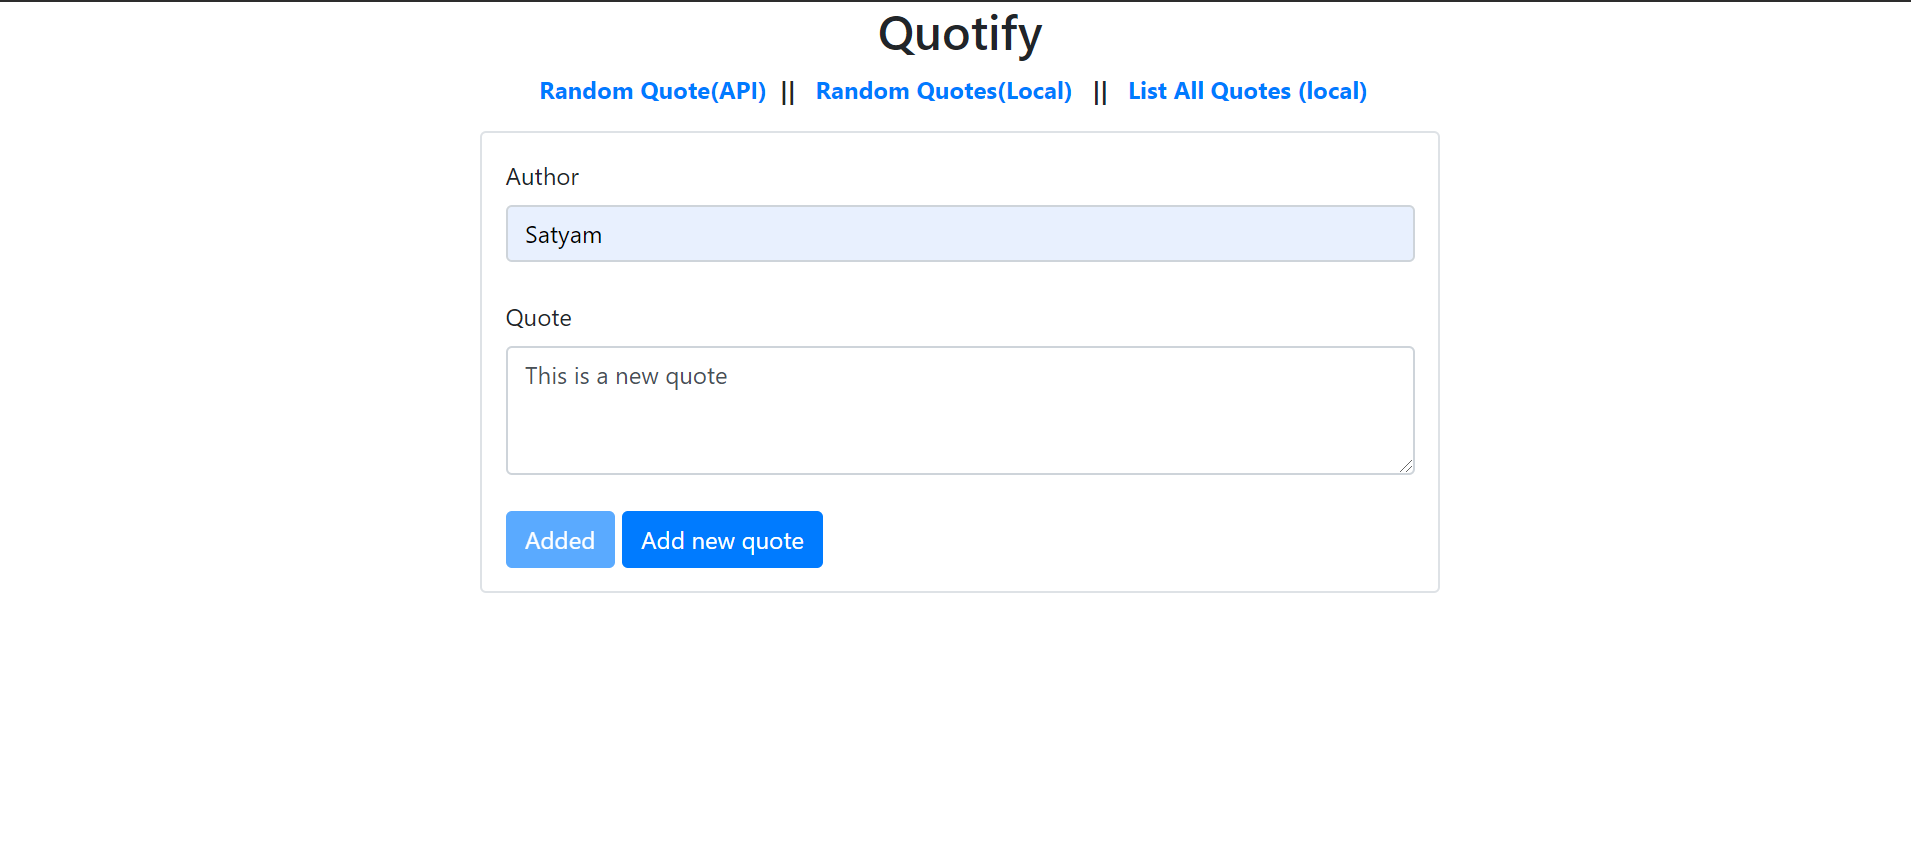 Quotify
Random Quote(API) || Random Quotes(Local) || List All Quotes (local)
Author
Satyam
Quote
This is a new quote
Added Add new quote